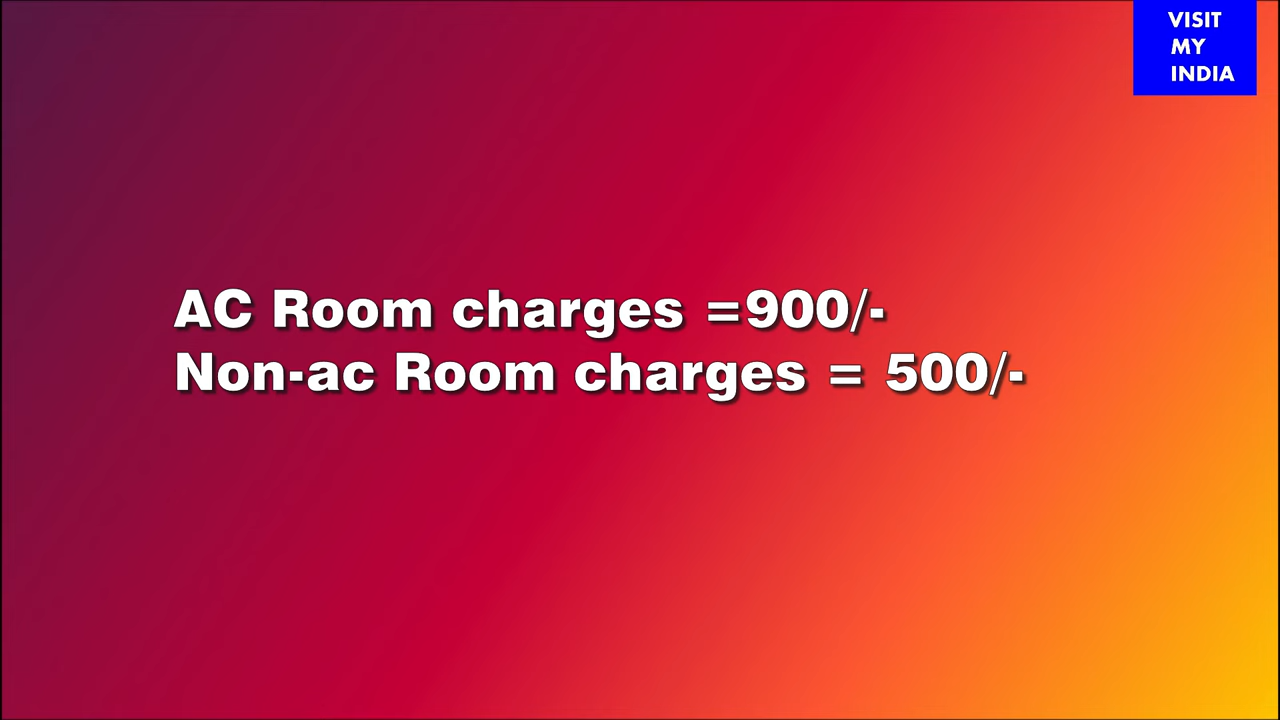 VISIT
MY
INDIA
AC Room charges =900/-
Non-ac Room charges = 500/-